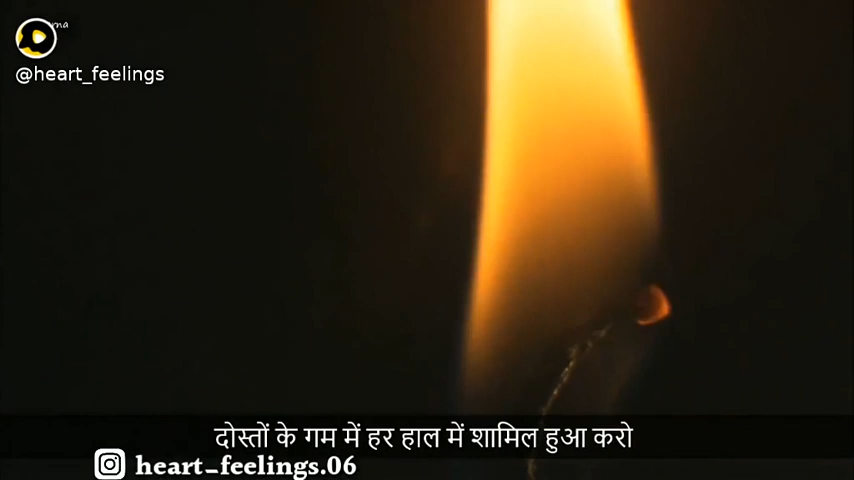 @heart_feelings
दोस्तों के गम में हर हाल में शामिल हुआ करो
heart_feelings.06